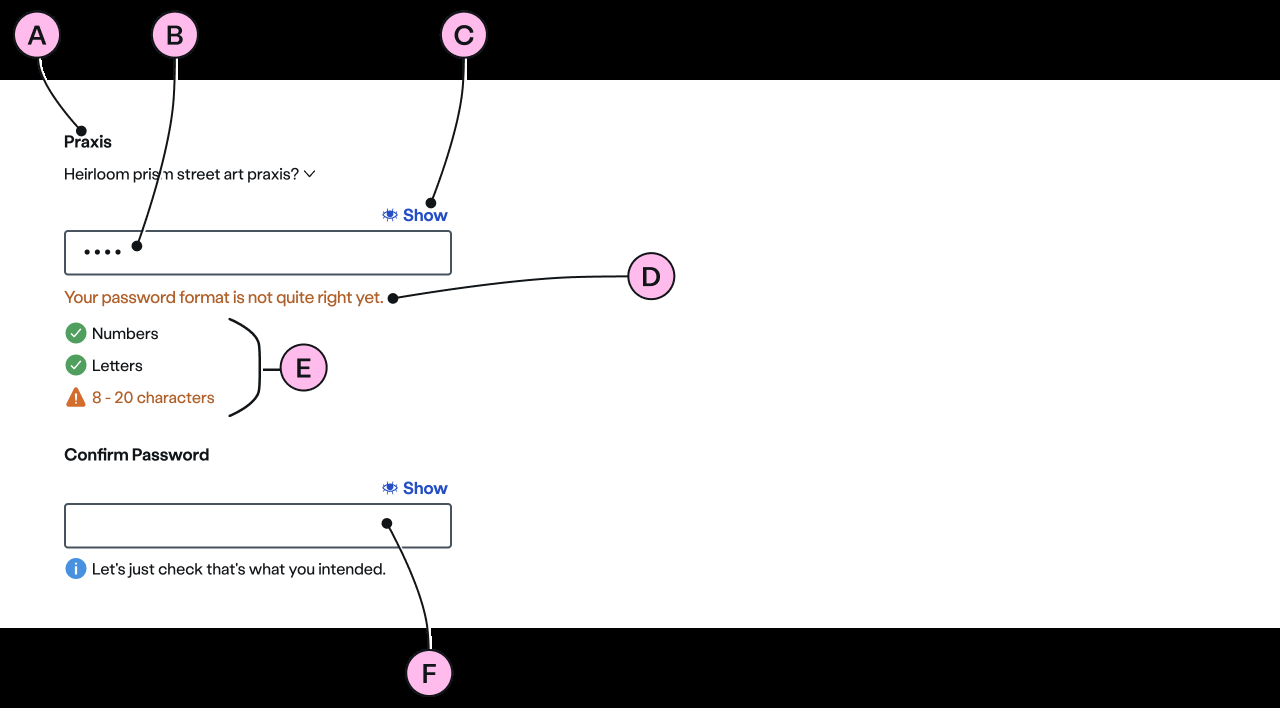 A B C
Praxis
Heirloom prism street art praxis?
Show
••••
D
Your password format is not quite right yet.
Numbers
Letters
E
8 - 20 characters
Confirm Password
Show
Let's just check that's what you intended.
F